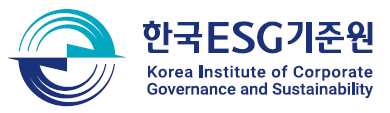 한국ESG기준원
Korea Institute of Corporate
Governance and Sustainability